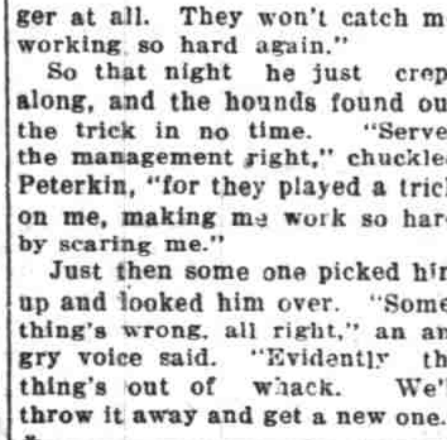 ger at all. They won't catch m
working so hard again."
So that night he just crep
along, and the hounds found ou
the trick in no time. "Serve
the management right," chuckle
Peterkin, "for they played a tric
on me, making me work so har
by scaring me."
Just then some one picked him
up and looked him over. "Some
thing's wrong, all right," an an
gry voice said. "Evidently th
thing's out of whack. We'l
throw it away and get a new one.